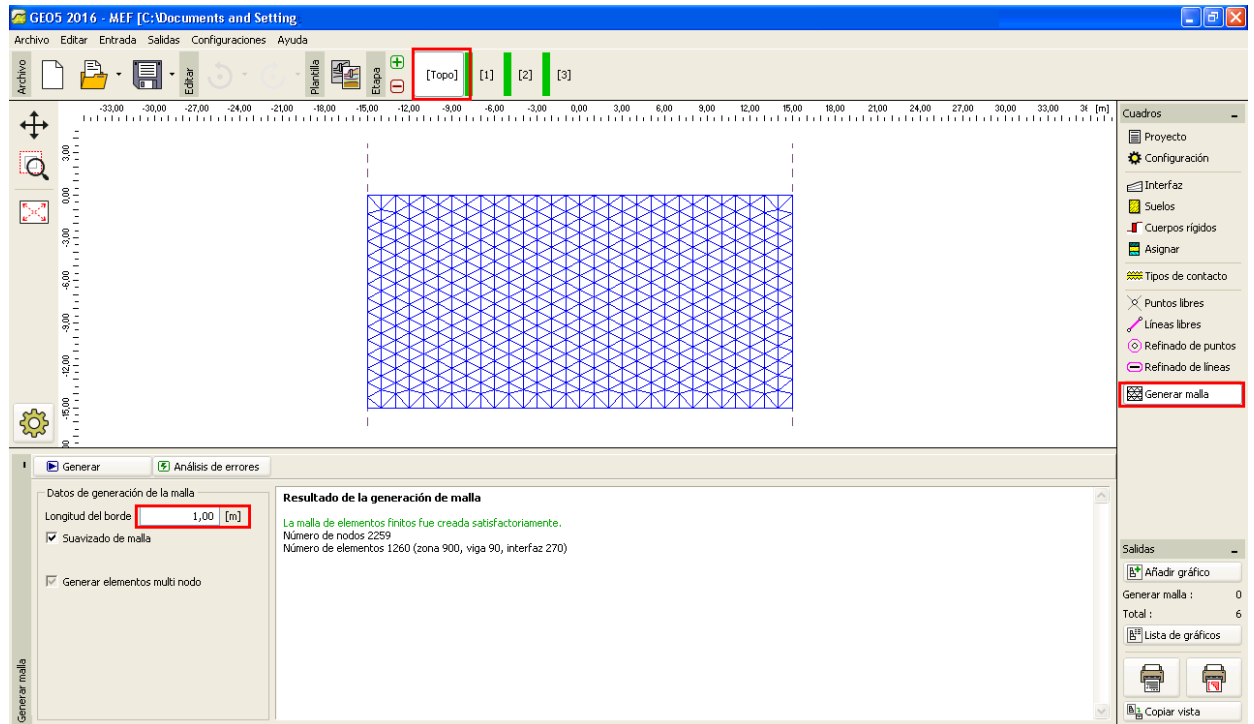 GEO5 2016 - MEF [C:\Documents and Setting
Archivo Editar Entrada Salidas Configuraciones Ayuda
Archivo
Editar
Plantilla
Etapa
[Topo] [1] [2] [3]
-33,00 -30,00 -27,00 -24,00 -21,00 -18,00 -15,00 -12,00 -9,00 -6,00 -3,00 0,00 3,00 6,00 9,00 12,00 15,00 18,00 21,00 24,00 27,00 30,00 33,00 [m]
3,00
0,00
-3,00
-6,00
-9,00
-12,00
-15,00
Cuadros
Proyecto
Configuración
Interfaz
Suelos
Cuerpos rígidos
Asignar
Tipos de contacto
Puntos libres
Líneas libres
Refinado de puntos
Refinado de líneas
Generar malla
Generar Análisis de errores
Datos de generación de la malla
Longitud del borde 1,00 [m]
Suavizado de malla
Generar elementos multi nodo
Resultado de la generación de malla
La malla de elementos finitos fue creada satisfactoriamente.
Número de nodos 2259
Número de elementos 1260 (zona 900, viga 90, interfaz 270)
Generar malla
Salidas
Añadir gráfico
Generar malla : 0
Total : 6
Lista de gráficos
Copiar vista